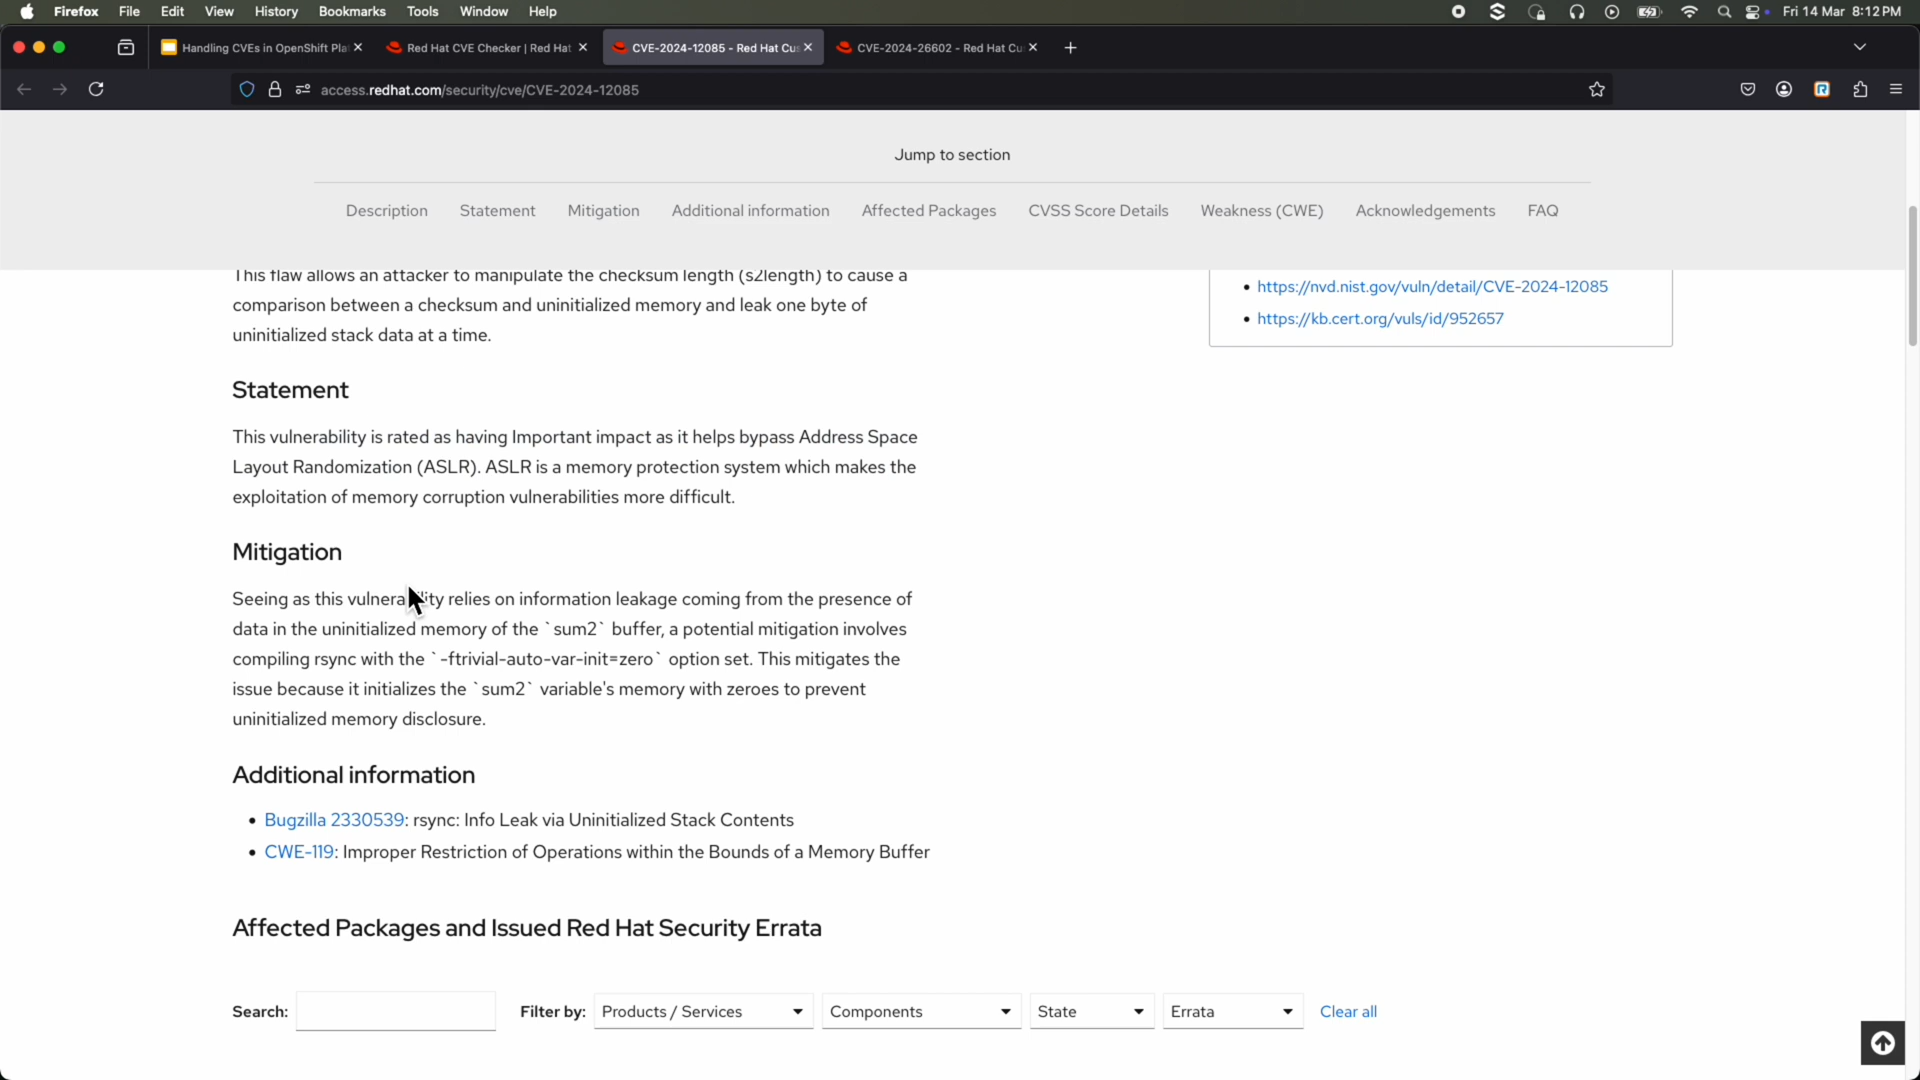 Firefox File Edit View History Bookmarks Tools Window Help Fri 14 Mar 8:12 PM
Handling CVEs in OpenShift Pla Red Hat CVE Checker | Red Hat CVE-2024-12085 - Red Hat Cus CVE-2024-26602 - Red Hat Cu
access.redhat.com/security/cve/CVE-2024-12085
Jump to section
Description Statement Mitigation Additional information Affected Packages CVSS Score Details Weakness (CWE) Acknowledgements FAQ
This flaw allows an attacker to manipulate the checksum length (s2length) to cause a
comparison between a checksum and uninitialized memory and leak one byte of
uninitialized stack data at a time.
• https://nvd.nist.gov/vuln/detail/CVE-2024-12085
• https://kb.cert.org/vuls/id/952657
Statement
This vulnerability is rated as having Important impact as it helps bypass Address Space
Layout Randomization (ASLR). ASLR is a memory protection system which makes the
exploitation of memory corruption vulnerabilities more difficult.
Mitigation
Seeing as this vulnerability relies on information leakage coming from the presence of
data in the uninitialized memory of the `sum2` buffer, a potential mitigation involves
compiling rsync with the `-ftrivial-auto-var-init=zero` option set. This mitigates the
issue because it initializes the `sum2` variable's memory with zeroes to prevent
uninitialized memory disclosure.
Additional information
• Bugzilla 2330539: rsync: Info Leak via Uninitialized Stack Contents
• CWE-119: Improper Restriction of Operations within the Bounds of a Memory Buffer
Affected Packages and Issued Red Hat Security Errata
Search: Filter by: Products / Services Components State Errata Clear all